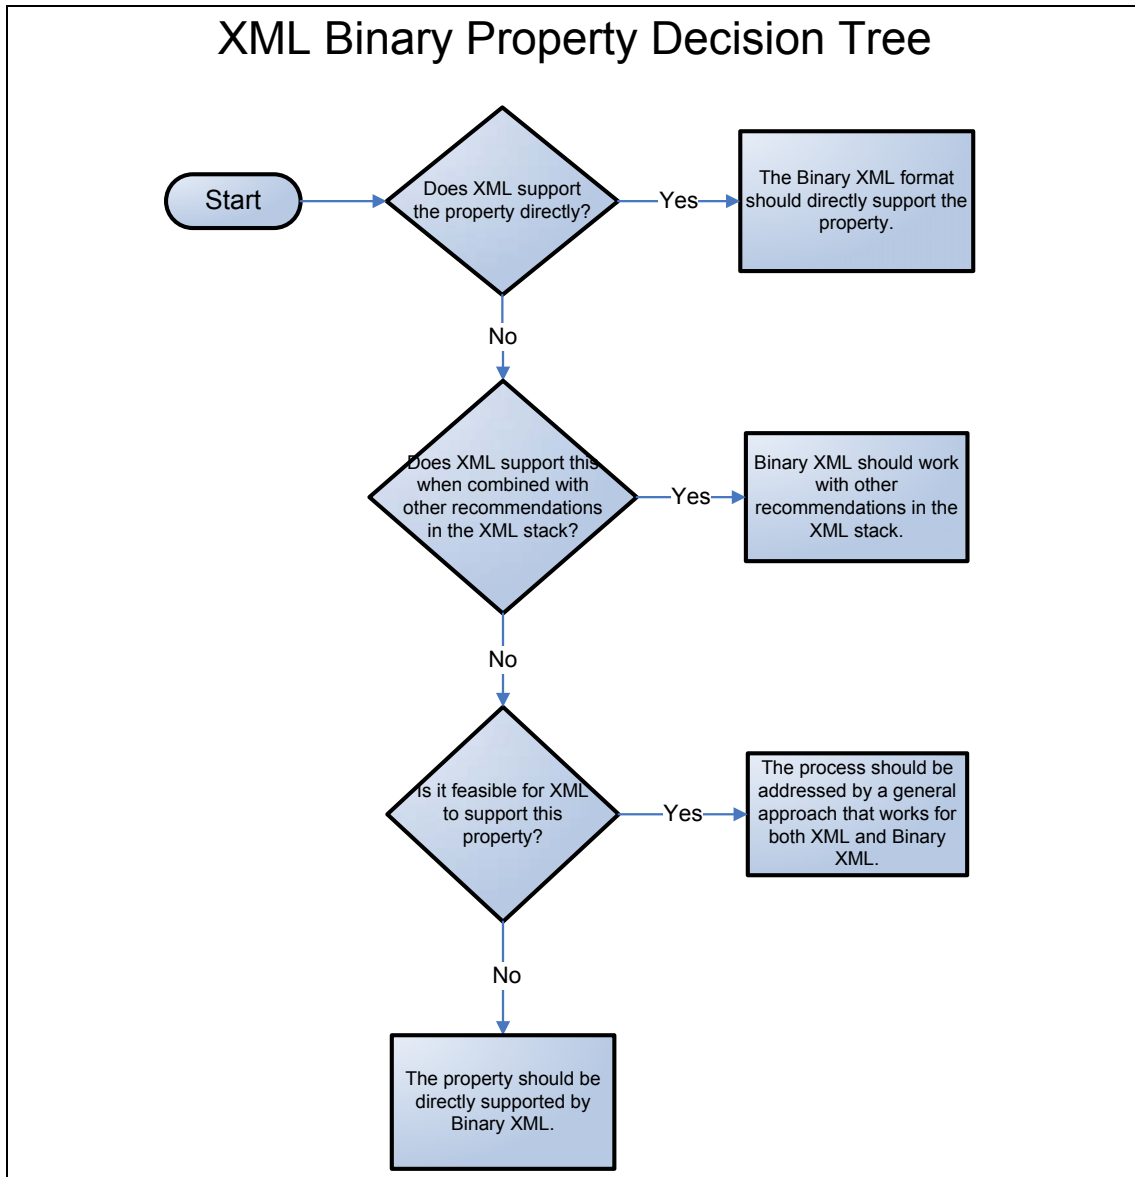 XML Binary Property Decision Tree
Start
Does XML support
the property directly?
Yes
The Binary XML format
should directly support the
property.
No
Does XML support this
when combined with
other recommendations
in the XML stack?
Yes
Binary XML should work
with other
recommendations in the
XML stack.
No
Is it feasible for XML
to support this
property?
Yes
The process should be
addressed by a general
approach that works for
both XML and Binary
XML.
No
The property should be
directly supported by
Binary XML.